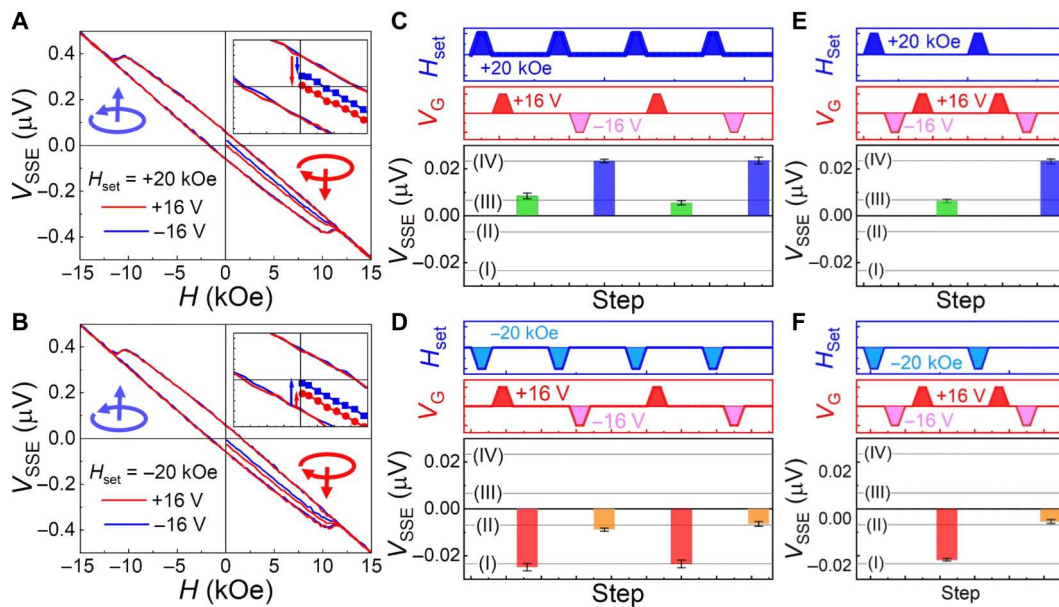 A
V_SSE (μV)
0.4
0.2
0.0
−0.2
−0.4
H_set = +20 kOe
+16 V
−16 V
−15 −10 −5 0 5 10 15
H (kOe)
B
V_SSE (μV)
0.4
0.2
0.0
−0.2
−0.4
H_set = −20 kOe
+16 V
−16 V
−15 −10 −5 0 5 10 15
H (kOe)
C
H_set
+20 kOe
V_G
+16 V
−16 V
V_SSE (μV)
0.02
0.00
−0.02
(IV)
(III)
(II)
(I)
Step
D
H_set
−20 kOe
V_G
+16 V
−16 V
V_SSE (μV)
0.02
0.00
−0.02
(IV)
(III)
(II)
(I)
Step
E
H_set
+20 kOe
V_G
+16 V
−16 V
V_SSE (μV)
0.02
0.00
−0.02
(IV)
(III)
(II)
(I)
Step
F
H_set
−20 kOe
V_G
+16 V
−16 V
V_SSE (μV)
0.02
0.00
−0.02
(IV)
(III)
(II)
(I)
Step